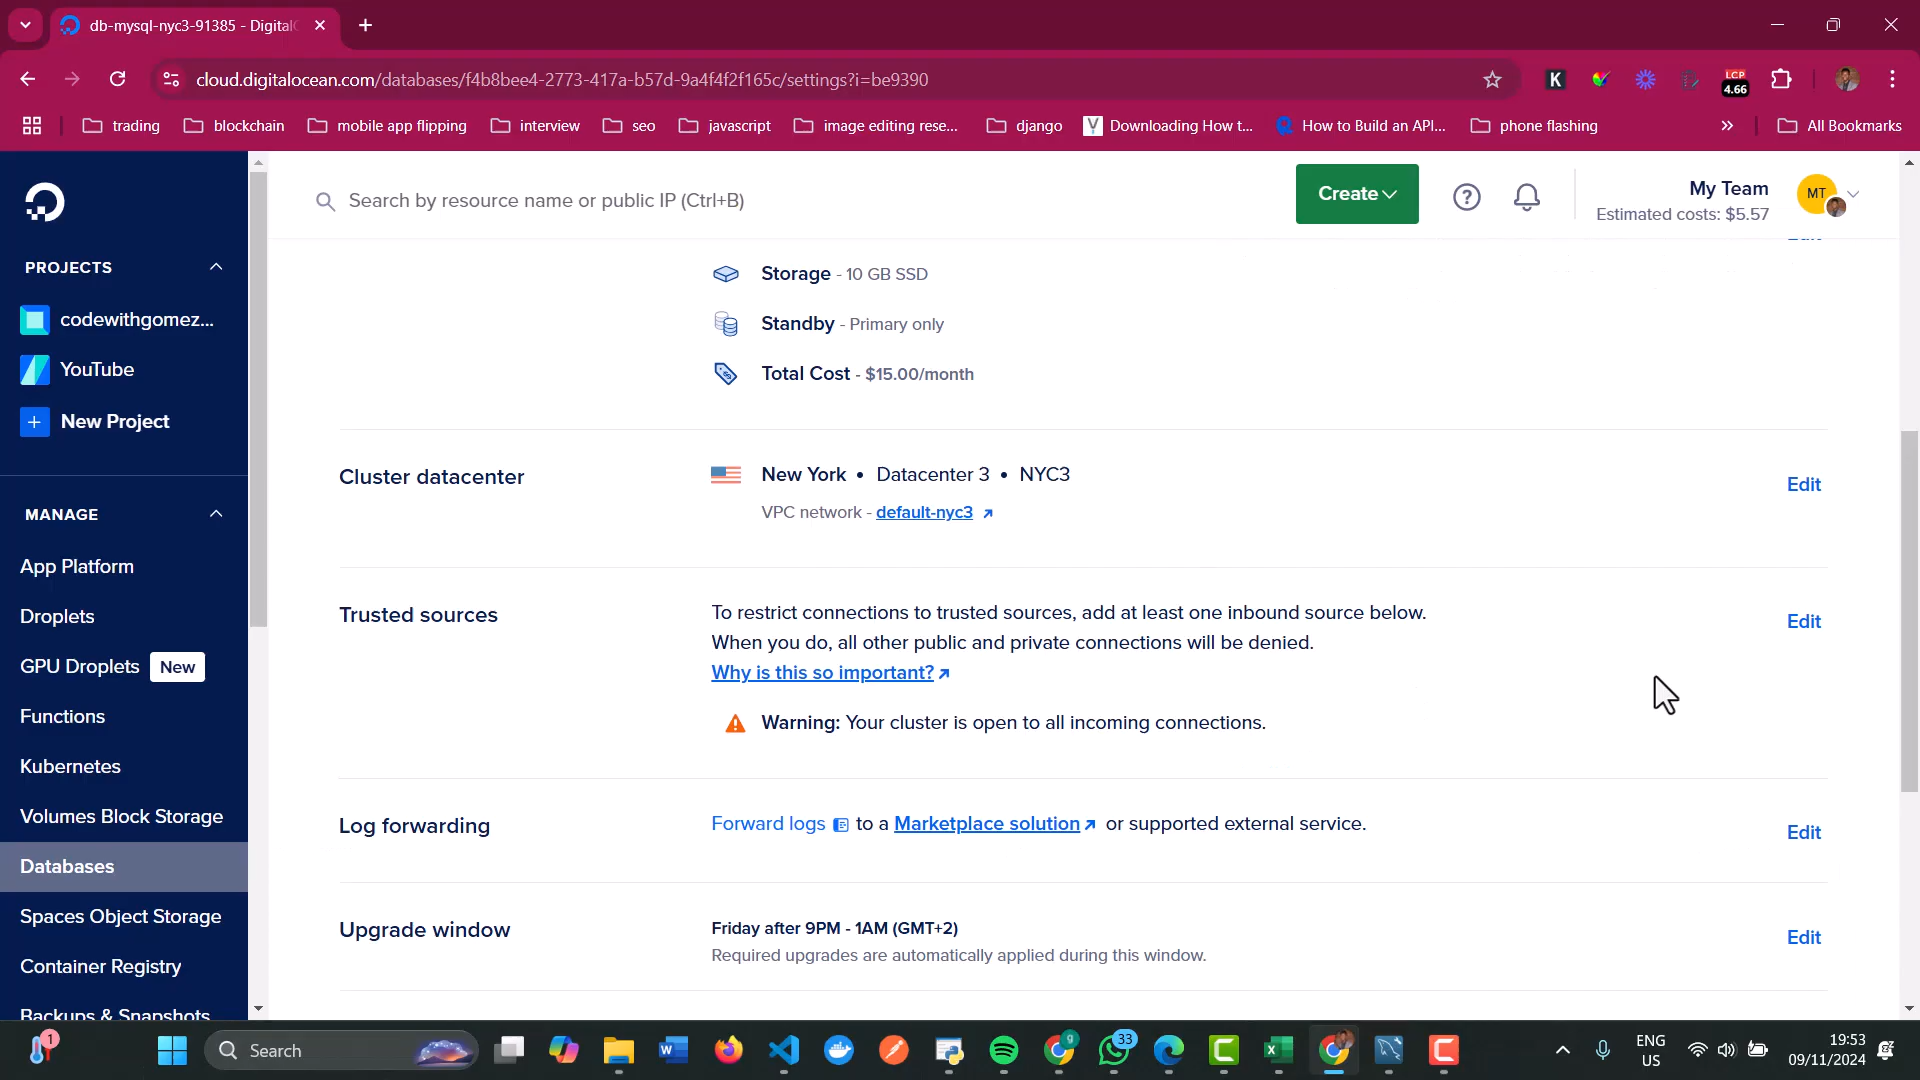 db-mysql-nyc3-91385 - Digital
cloud.digitalocean.com/databases/f4b8bee4-2773-417a-b57d-9a4f4f2f165c/settings?i=be9390
K
LCP
4.66
trading
blockchain
mobile app flipping
interview
seo
javascript
image editing rese...
django
Downloading How t...
How to Build an API...
phone flashing
All Bookmarks
Search by resource name or public IP (Ctrl+B)
Create
My Team
Estimated costs: $5.57
MT
PROJECTS
codewithgomez...
YouTube
New Project
MANAGE
App Platform
Droplets
GPU Droplets New
Functions
Kubernetes
Volumes Block Storage
Databases
Spaces Object Storage
Container Registry
Backups & Snapshots
Edit
Storage - 10 GB SSD
Standby - Primary only
Total Cost - $15.00/month
Cluster datacenter
New York • Datacenter 3 • NYC3
VPC network - default-nyc3
Edit
Trusted sources
To restrict connections to trusted sources, add at least one inbound source below.
When you do, all other public and private connections will be denied.
Why is this so important?
Warning: Your cluster is open to all incoming connections.
Edit
Log forwarding
Forward logs to a Marketplace solution or supported external service.
Edit
Upgrade window
Friday after 9PM - 1AM (GMT+2)
Required upgrades are automatically applied during this window.
Edit
1
Search
33
ENG
US
19:53
09/11/2024